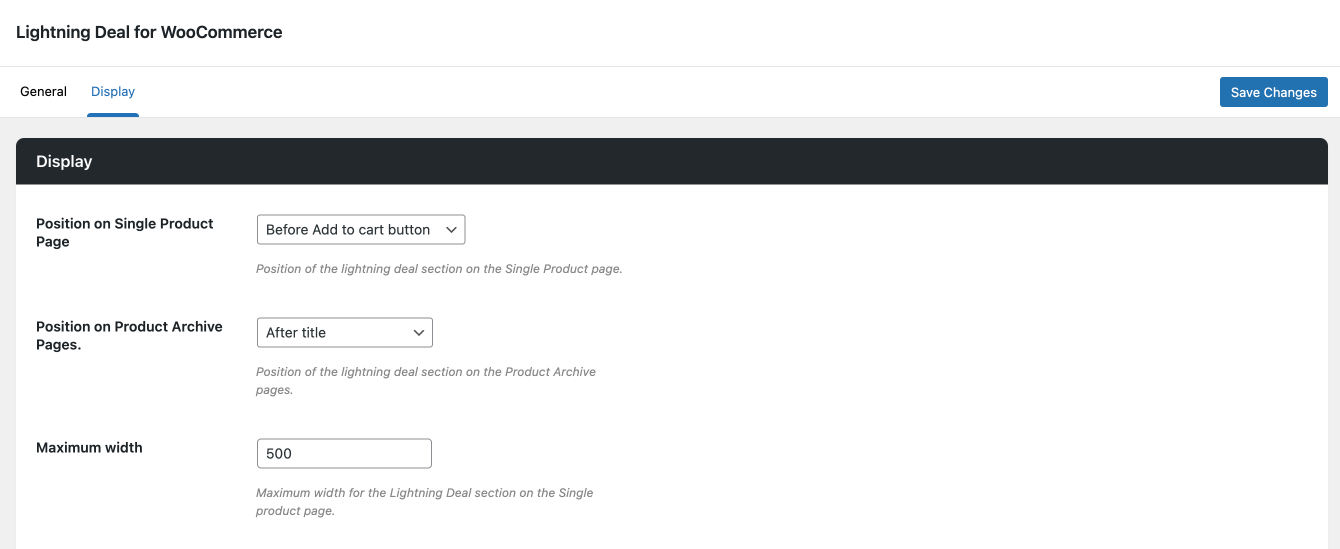 Lightning Deal for WooCommerce
General
Display
Save Changes
Display
Position on Single Product
Page
Before Add to cart button
Position of the lightning deal section on the Single Product page.
Position on Product Archive
Pages.
After title
Position of the lightning deal section on the Product Archive
pages.
Maximum width
500
Maximum width for the Lightning Deal section on the Single
product page.